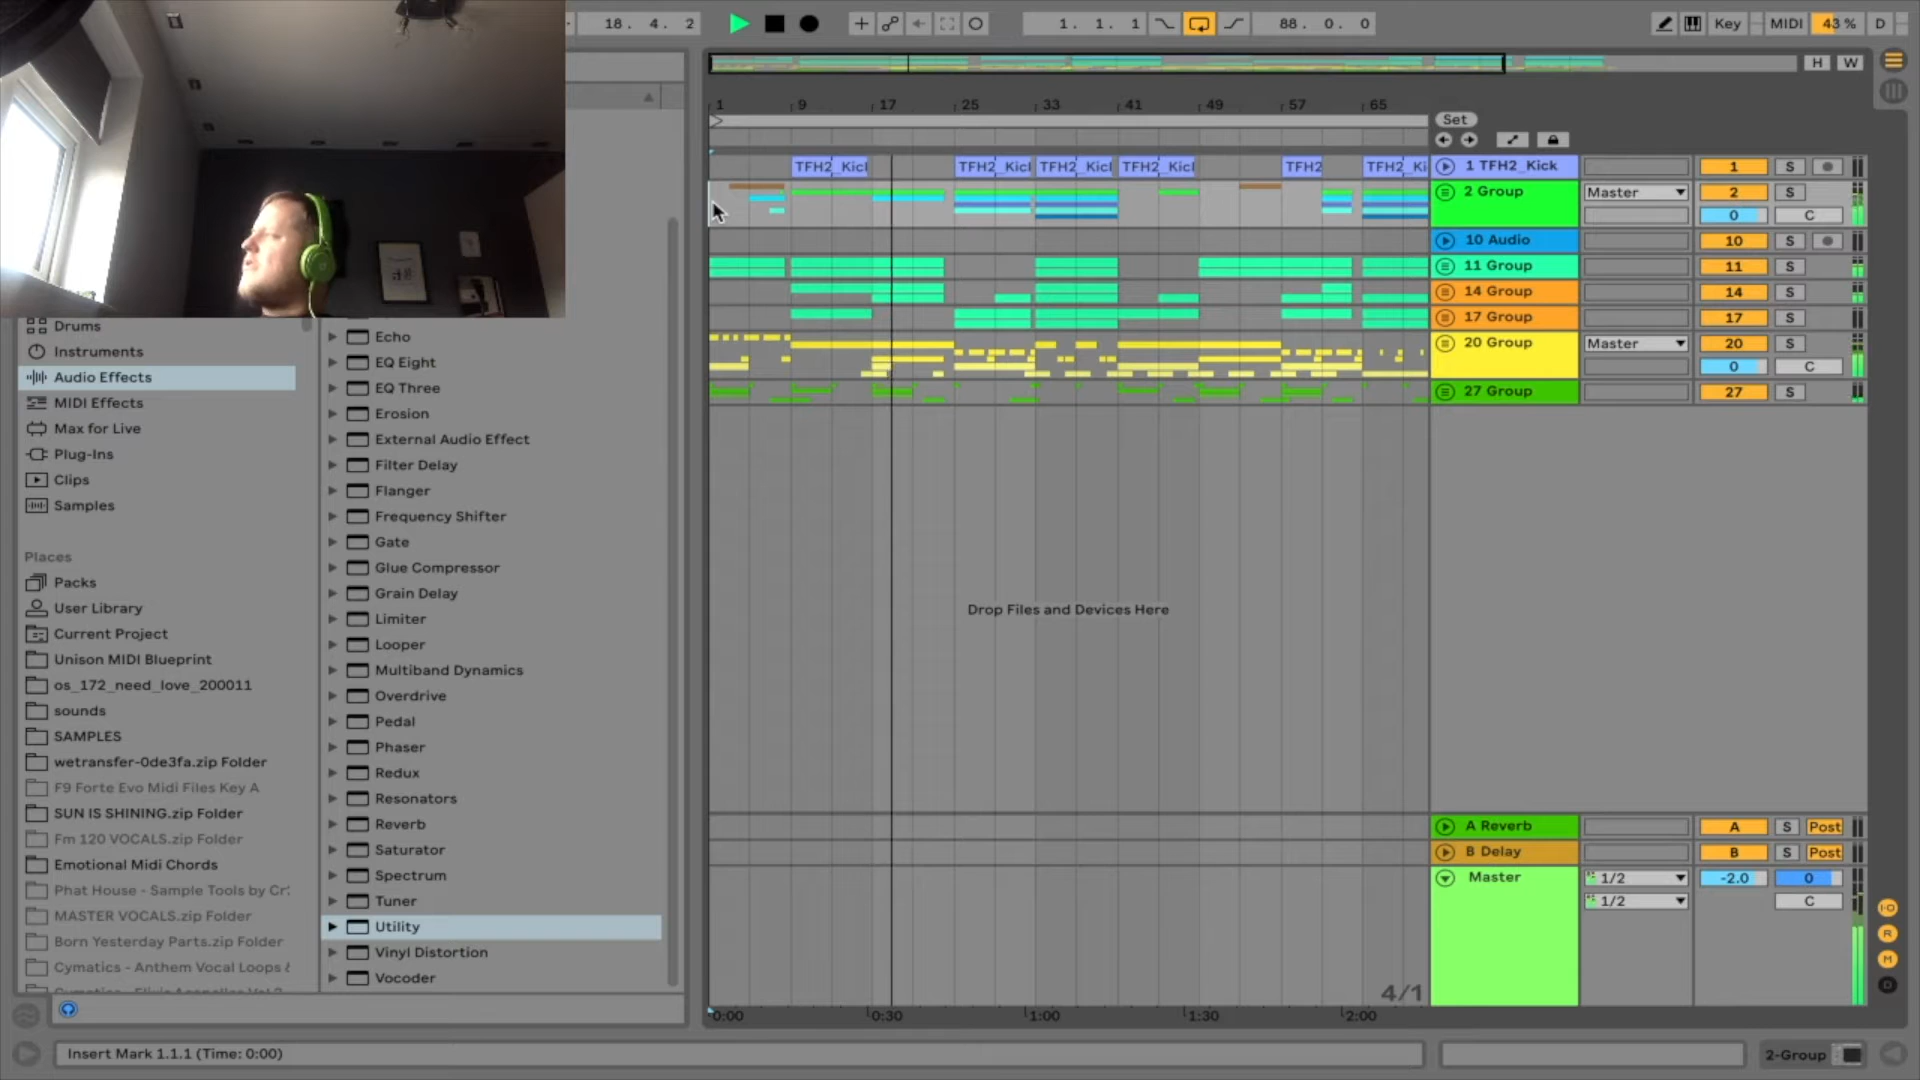 18. 4. 2
1. 1. 1
88. 0. 0
Key
MIDI
43 %
D
H
W
1
9
17
25
33
41
49
57
65
Set
TFH2_Kicl
TFH2_Kicl
TFH2_Kicl
TFH2_Kicl
TFH2
TFH2_Ki
1 TFH2_Kick
1
S
2 Group
Master
2
S
0
C
10 Audio
10
S
11 Group
11
S
14 Group
14
S
17 Group
17
S
20 Group
Master
20
S
0
C
27 Group
27
S
Drums
Instruments
Audio Effects
MIDI Effects
Max for Live
Plug-Ins
Clips
Samples
Places
Packs
User Library
Current Project
Unison MIDI Blueprint
os_172_need_love_200011
sounds
SAMPLES
wetransfer-0de3fa.zip Folder
F9 Forte Evo Midi Files Key A
SUN IS SHINING.zip Folder
Fm 120 VOCALS.zip Folder
Emotional Midi Chords
Phat House - Sample Tools by Cr
MASTER VOCALS.zip Folder
Born Yesterday Parts.zip Folder
Cymatics - Anthem Vocal Loops &
Echo
EQ Eight
EQ Three
Erosion
External Audio Effect
Filter Delay
Flanger
Frequency Shifter
Gate
Glue Compressor
Grain Delay
Limiter
Looper
Multiband Dynamics
Overdrive
Pedal
Phaser
Redux
Resonators
Reverb
Saturator
Spectrum
Tuner
Utility
Vinyl Distortion
Vocoder
Drop Files and Devices Here
A Reverb
A
S
Post
B Delay
B
S
Post
Master
1/2
-2.0
0
1/2
C
4/1
0:00
0:30
1:00
1:30
2:00
I·O
R
M
D
Insert Mark 1.1.1 (Time: 0:00)
2-Group